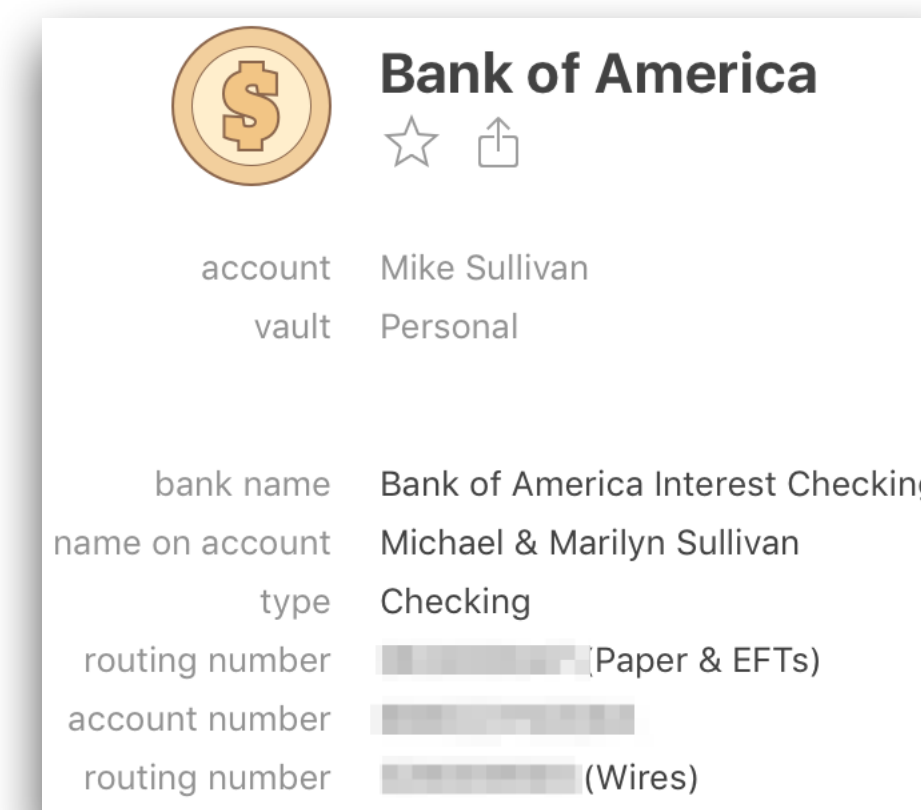 Bank of America
account Mike Sullivan
vault Personal
bank name Bank of America Interest Checking
name on account Michael & Marilyn Sullivan
type Checking
routing number (Paper & EFTs)
account number
routing number (Wires)